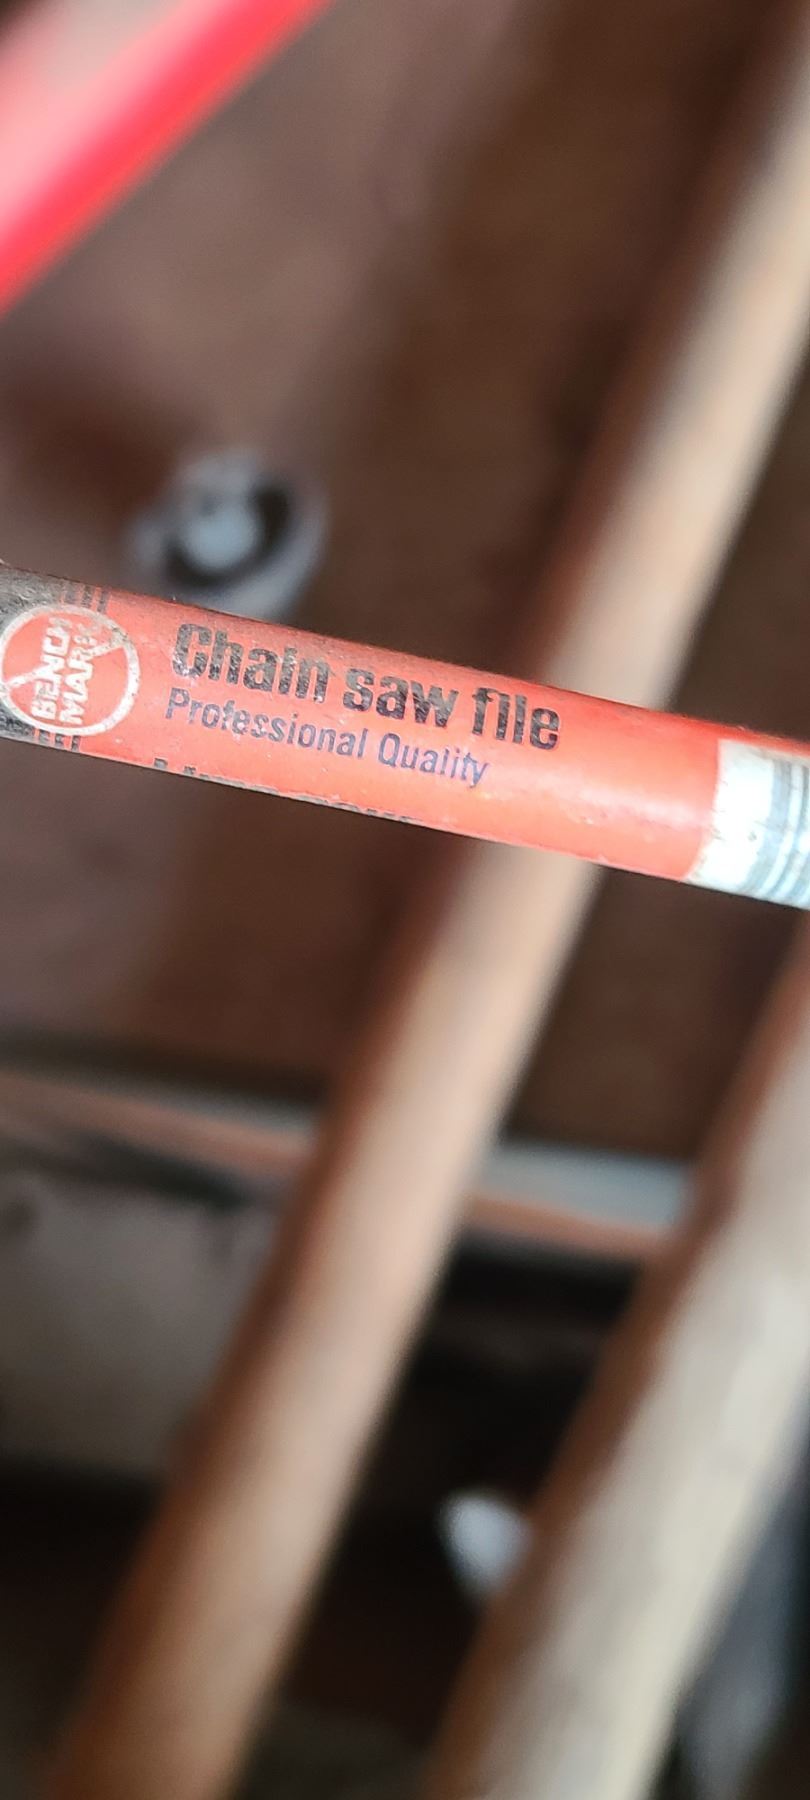 BENCH
MARK
Chain saw file
Professional Quality